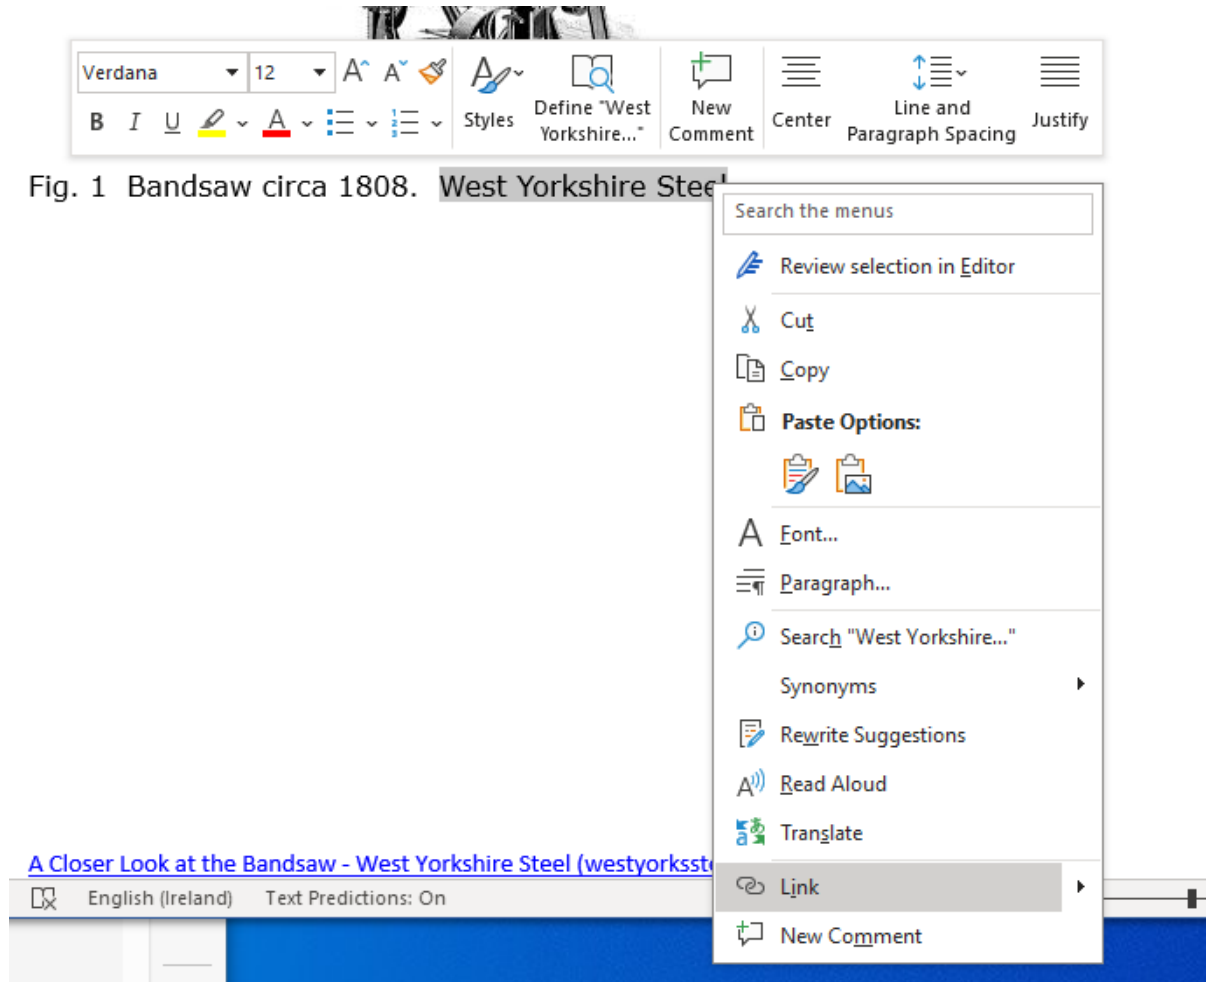 Verdana 12
B I U A
Styles
Define "West Yorkshire..."
New Comment
Center
Line and Paragraph Spacing
Justify
Fig. 1 Bandsaw circa 1808. West Yorkshire Steel
Search the menus
Review selection in Editor
Cut
Copy
Paste Options:
Font...
Paragraph...
Search "West Yorkshire..."
Synonyms
Rewrite Suggestions
Read Aloud
Translate
Link
New Comment
A Closer Look at the Bandsaw - West Yorkshire Steel (westyorksst
English (Ireland) Text Predictions: On